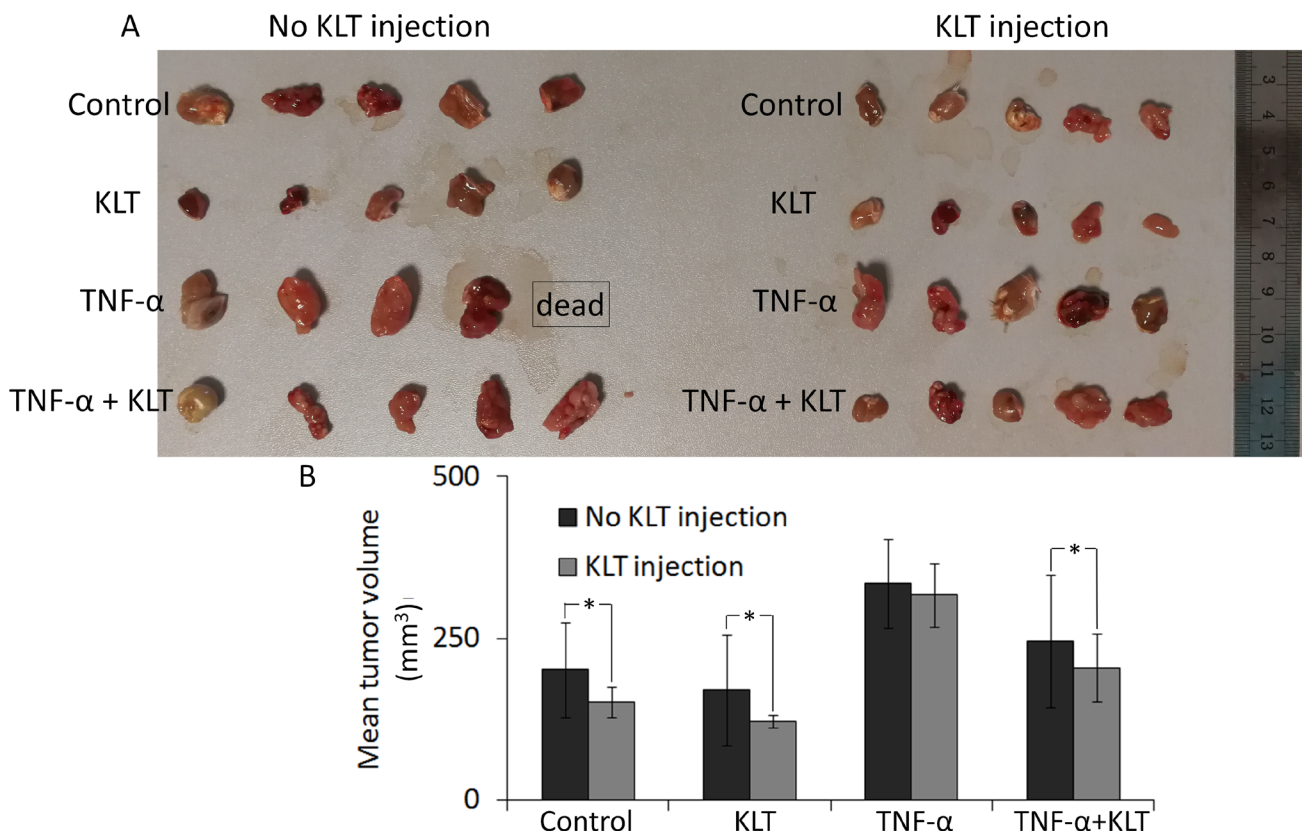 A
No KLT injection
KLT injection
Control
Control
KLT
KLT
TNF-α
dead
TNF-α
TNF-α + KLT
TNF-α + KLT
3
4
5
6
7
8
9
10
11
12
13
B
Mean tumor volume
(mm³)
500
250
0
No KLT injection
KLT injection
*
*
*
Control
KLT
TNF-α
TNF-α+KLT